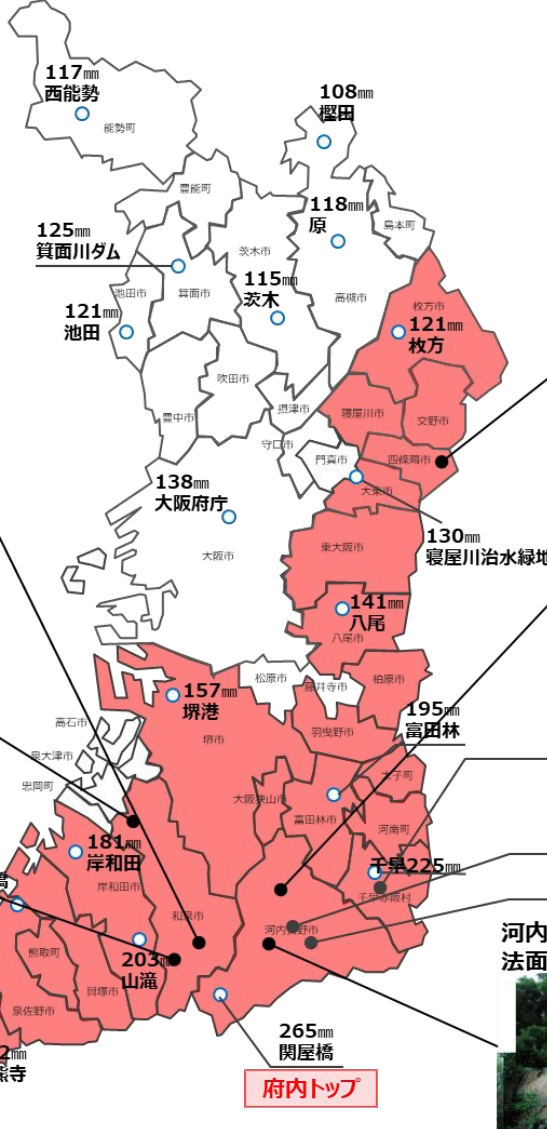 117㎜
西能勢
能勢町
108㎜
樫田
豊能町
118㎜
原
島本町
125㎜
箕面川ダム
茨木市
115㎜
茨木
池田市
箕面市
高槻市
枚方市
121㎜
池田
121㎜
枚方
吹田市
摂津市
寝屋川市
交野市
豊中市
守口市
門真市
四條畷市
138㎜
大阪府庁
大東市
130㎜
寝屋川治水緑地
大阪市
東大阪市
141㎜
八尾
八尾市
松原市
藤井寺市
柏原市
157㎜
堺港
195㎜
富田林
高石市
堺市
羽曳野市
泉大津市
太子町
忠岡町
大阪狭山市
富田林市
河南町
181㎜
岸和田
千早225㎜
岸和田市
千早赤阪村
橋
和泉市
河内長野市
河内
法面
熊取町
203㎜
山滝
貝塚市
泉佐野市
265㎜
関屋橋
2㎜
熊寺
府内トップ